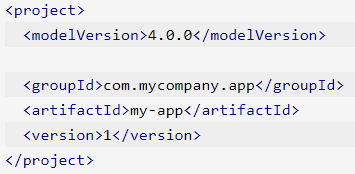 <project>
  <modelVersion>4.0.0</modelVersion>

  <groupId>com.mycompany.app</groupId>
  <artifactId>my-app</artifactId>
  <version>1</version>
</project>